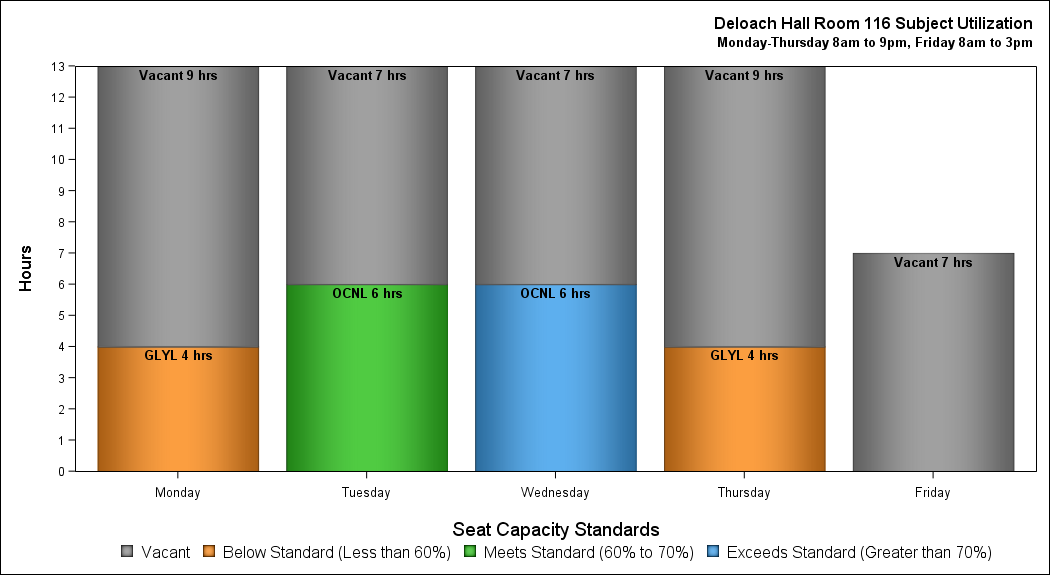 Deloach Hall Room 116 Subject Utilization
Monday-Thursday 8am to 9pm, Friday 8am to 3pm
13
12
11
10
9
8
7
6
5
4
3
2
1
0
Hours
Vacant 9 hrs
Vacant 7 hrs
Vacant 7 hrs
Vacant 9 hrs
Vacant 7 hrs
OCNL 6 hrs
OCNL 6 hrs
GLYL 4 hrs
GLYL 4 hrs
Monday
Tuesday
Wednesday
Thursday
Friday
Seat Capacity Standards
Vacant
Below Standard (Less than 60%)
Meets Standard (60% to 70%)
Exceeds Standard (Greater than 70%)